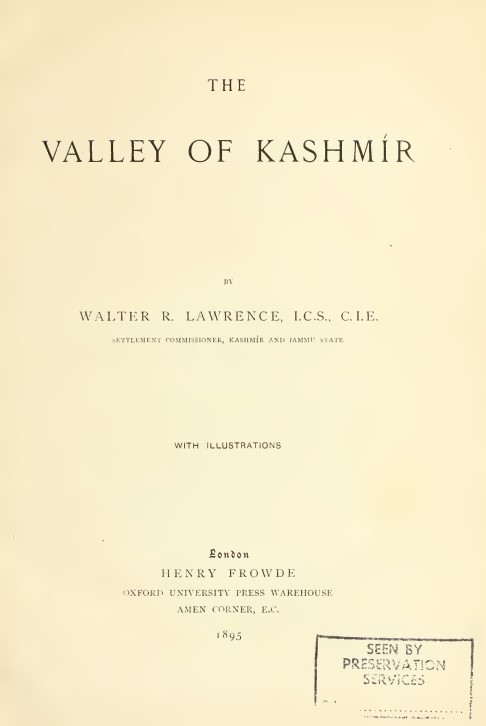 THE
VALLEY OF KASHMÍR
BY
WALTER R. LAWRENCE, I.C.S., C.I.E.
SETTLEMENT COMMISSIONER, KASHMÍR AND JAMMU STATE
WITH ILLUSTRATIONS
London
HENRY FROWDE
OXFORD UNIVERSITY PRESS WAREHOUSE
AMEN CORNER, E.C.
1895
SEEN BY
PRESERVATION
SERVICES